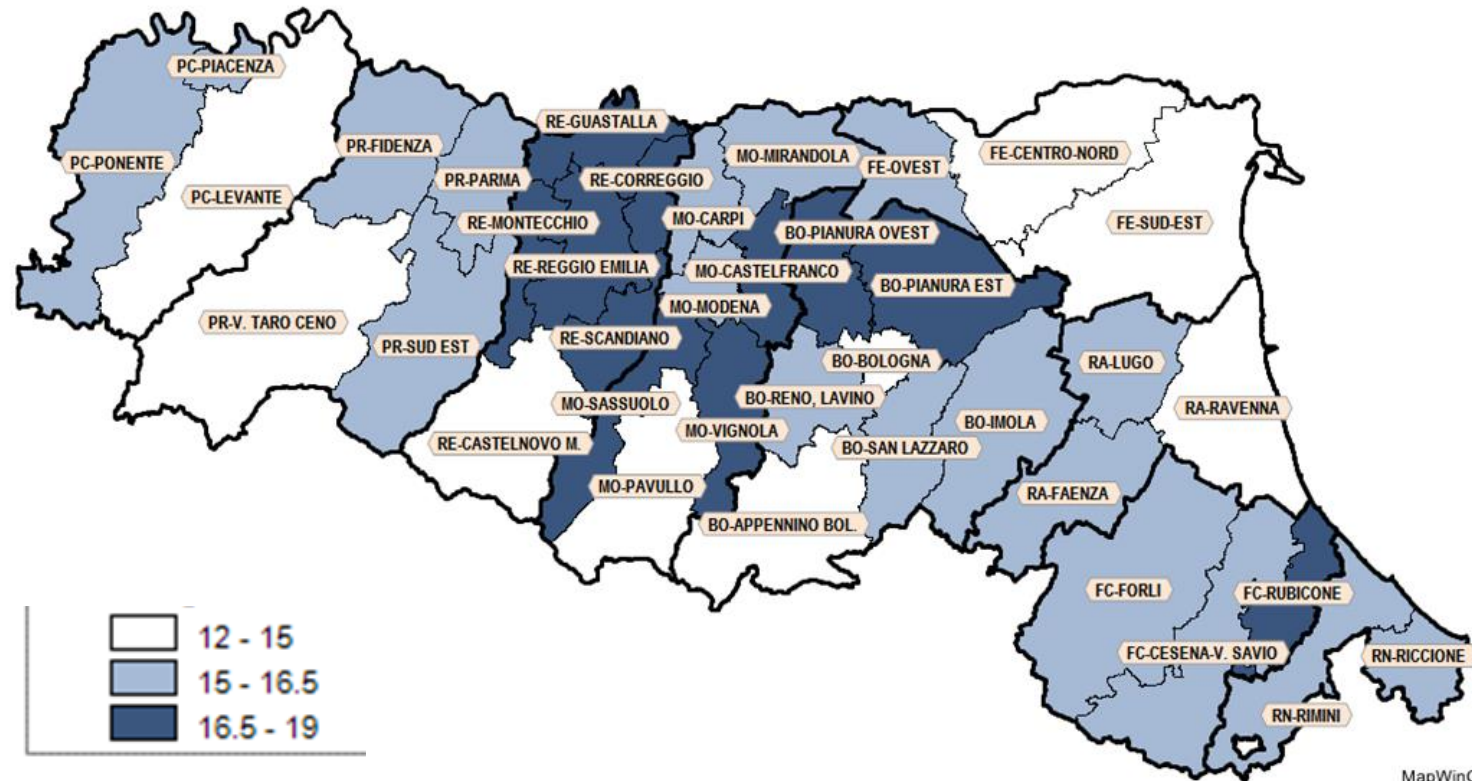 PC-PIACENZA
RE-GUASTALLA
PR-FIDENZA
MO-MIRANDOLA
FE-CENTRO-NORD
PC-PONENTE
FE-OVEST
PR-PARMA
RE-CORREGGIO
PC-LEVANTE
MO-CARPI
FE-SUD-EST
RE-MONTECCHIO
BO-PIANURA OVEST
RE-REGGIO EMILIA
MO-CASTELFRANCO
BO-PIANURA EST
MO-MODENA
PR-V. TARO CENO
RE-SCANDIANO
PR-SUD EST
BO-BOLOGNA
RA-LUGO
BO-RENO, LAVINO
MO-SASSUOLO
RA-RAVENNA
BO-IMOLA
MO-VIGNOLA
RE-CASTELNOVO M.
BO-SAN LAZZARO
MO-PAVULLO
RA-FAENZA
BO-APPENNINO BOL.
FC-FORLI
FC-RUBICONE
FC-CESENA-V. SAVIO
RN-RICCIONE
RN-RIMINI
12 - 15
15 - 16.5
16.5 - 19